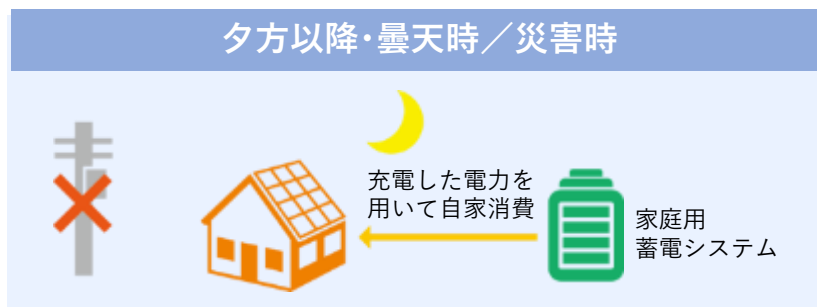 夕方以降・曇天時／災害時
充電した電力を
用いて自家消費
家庭用
蓄電システム